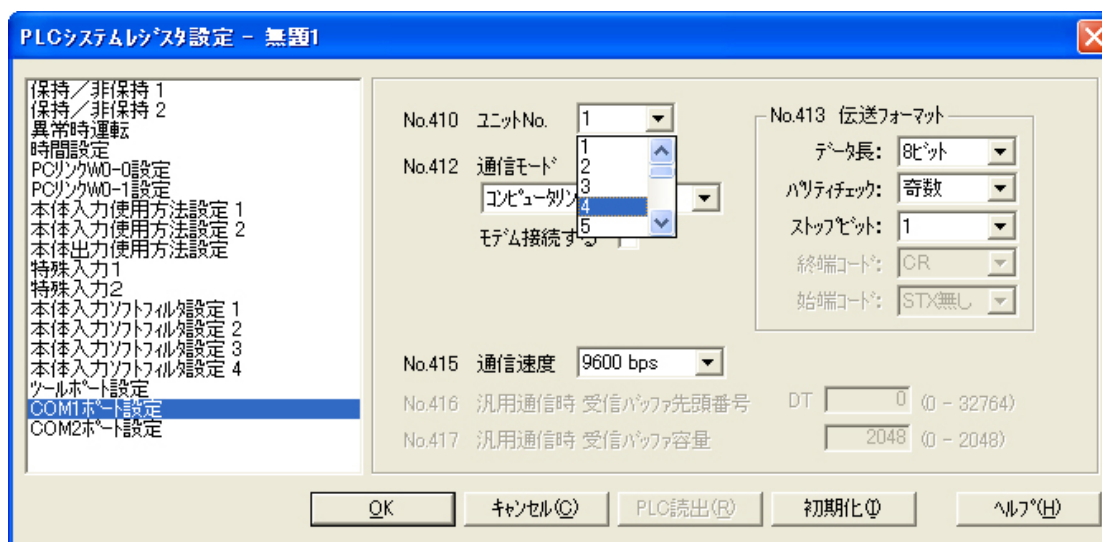 PLCｼｽﾃﾑﾚｼﾞｽﾀ設定 - 無題1
保持／非保持 1
保持／非保持 2
異常時運転
時間設定
PCﾘﾝｸW0-0設定
PCﾘﾝｸW0-1設定
本体入力使用方法設定 1
本体入力使用方法設定 2
本体出力使用方法設定
特殊入力1
特殊入力2
本体入力ｿﾌﾄﾌｨﾙﾀ設定 1
本体入力ｿﾌﾄﾌｨﾙﾀ設定 2
本体入力ｿﾌﾄﾌｨﾙﾀ設定 3
本体入力ｿﾌﾄﾌｨﾙﾀ設定 4
ﾂｰﾙﾎﾟｰﾄ設定
COM1ﾎﾟｰﾄ設定
COM2ﾎﾟｰﾄ設定
No.410 ﾕﾆｯﾄNo. 1
1
2
3
4
5
No.412 通信ﾓｰﾄﾞ
ｺﾝﾋﾟｭｰﾀﾘﾝ
ﾓﾃﾞﾑ接続する
No.413 伝送ﾌｫｰﾏｯﾄ
ﾃﾞｰﾀ長: 8ﾋﾞｯﾄ
ﾊﾟﾘﾃｨﾁｪｯｸ: 奇数
ｽﾄｯﾌﾟﾋﾞｯﾄ: 1
終端ｺｰﾄﾞ: CR
始端ｺｰﾄﾞ: STX無し
No.415 通信速度 9600 bps
No.416 汎用通信時 受信ﾊﾞｯﾌｧ先頭番号 DT 0 (0 - 32764)
No.417 汎用通信時 受信ﾊﾞｯﾌｧ容量 2048 (0 - 2048)
OK ｷｬﾝｾﾙ(C) PLC読出(R) 初期化(I) ﾍﾙﾌﾟ(H)